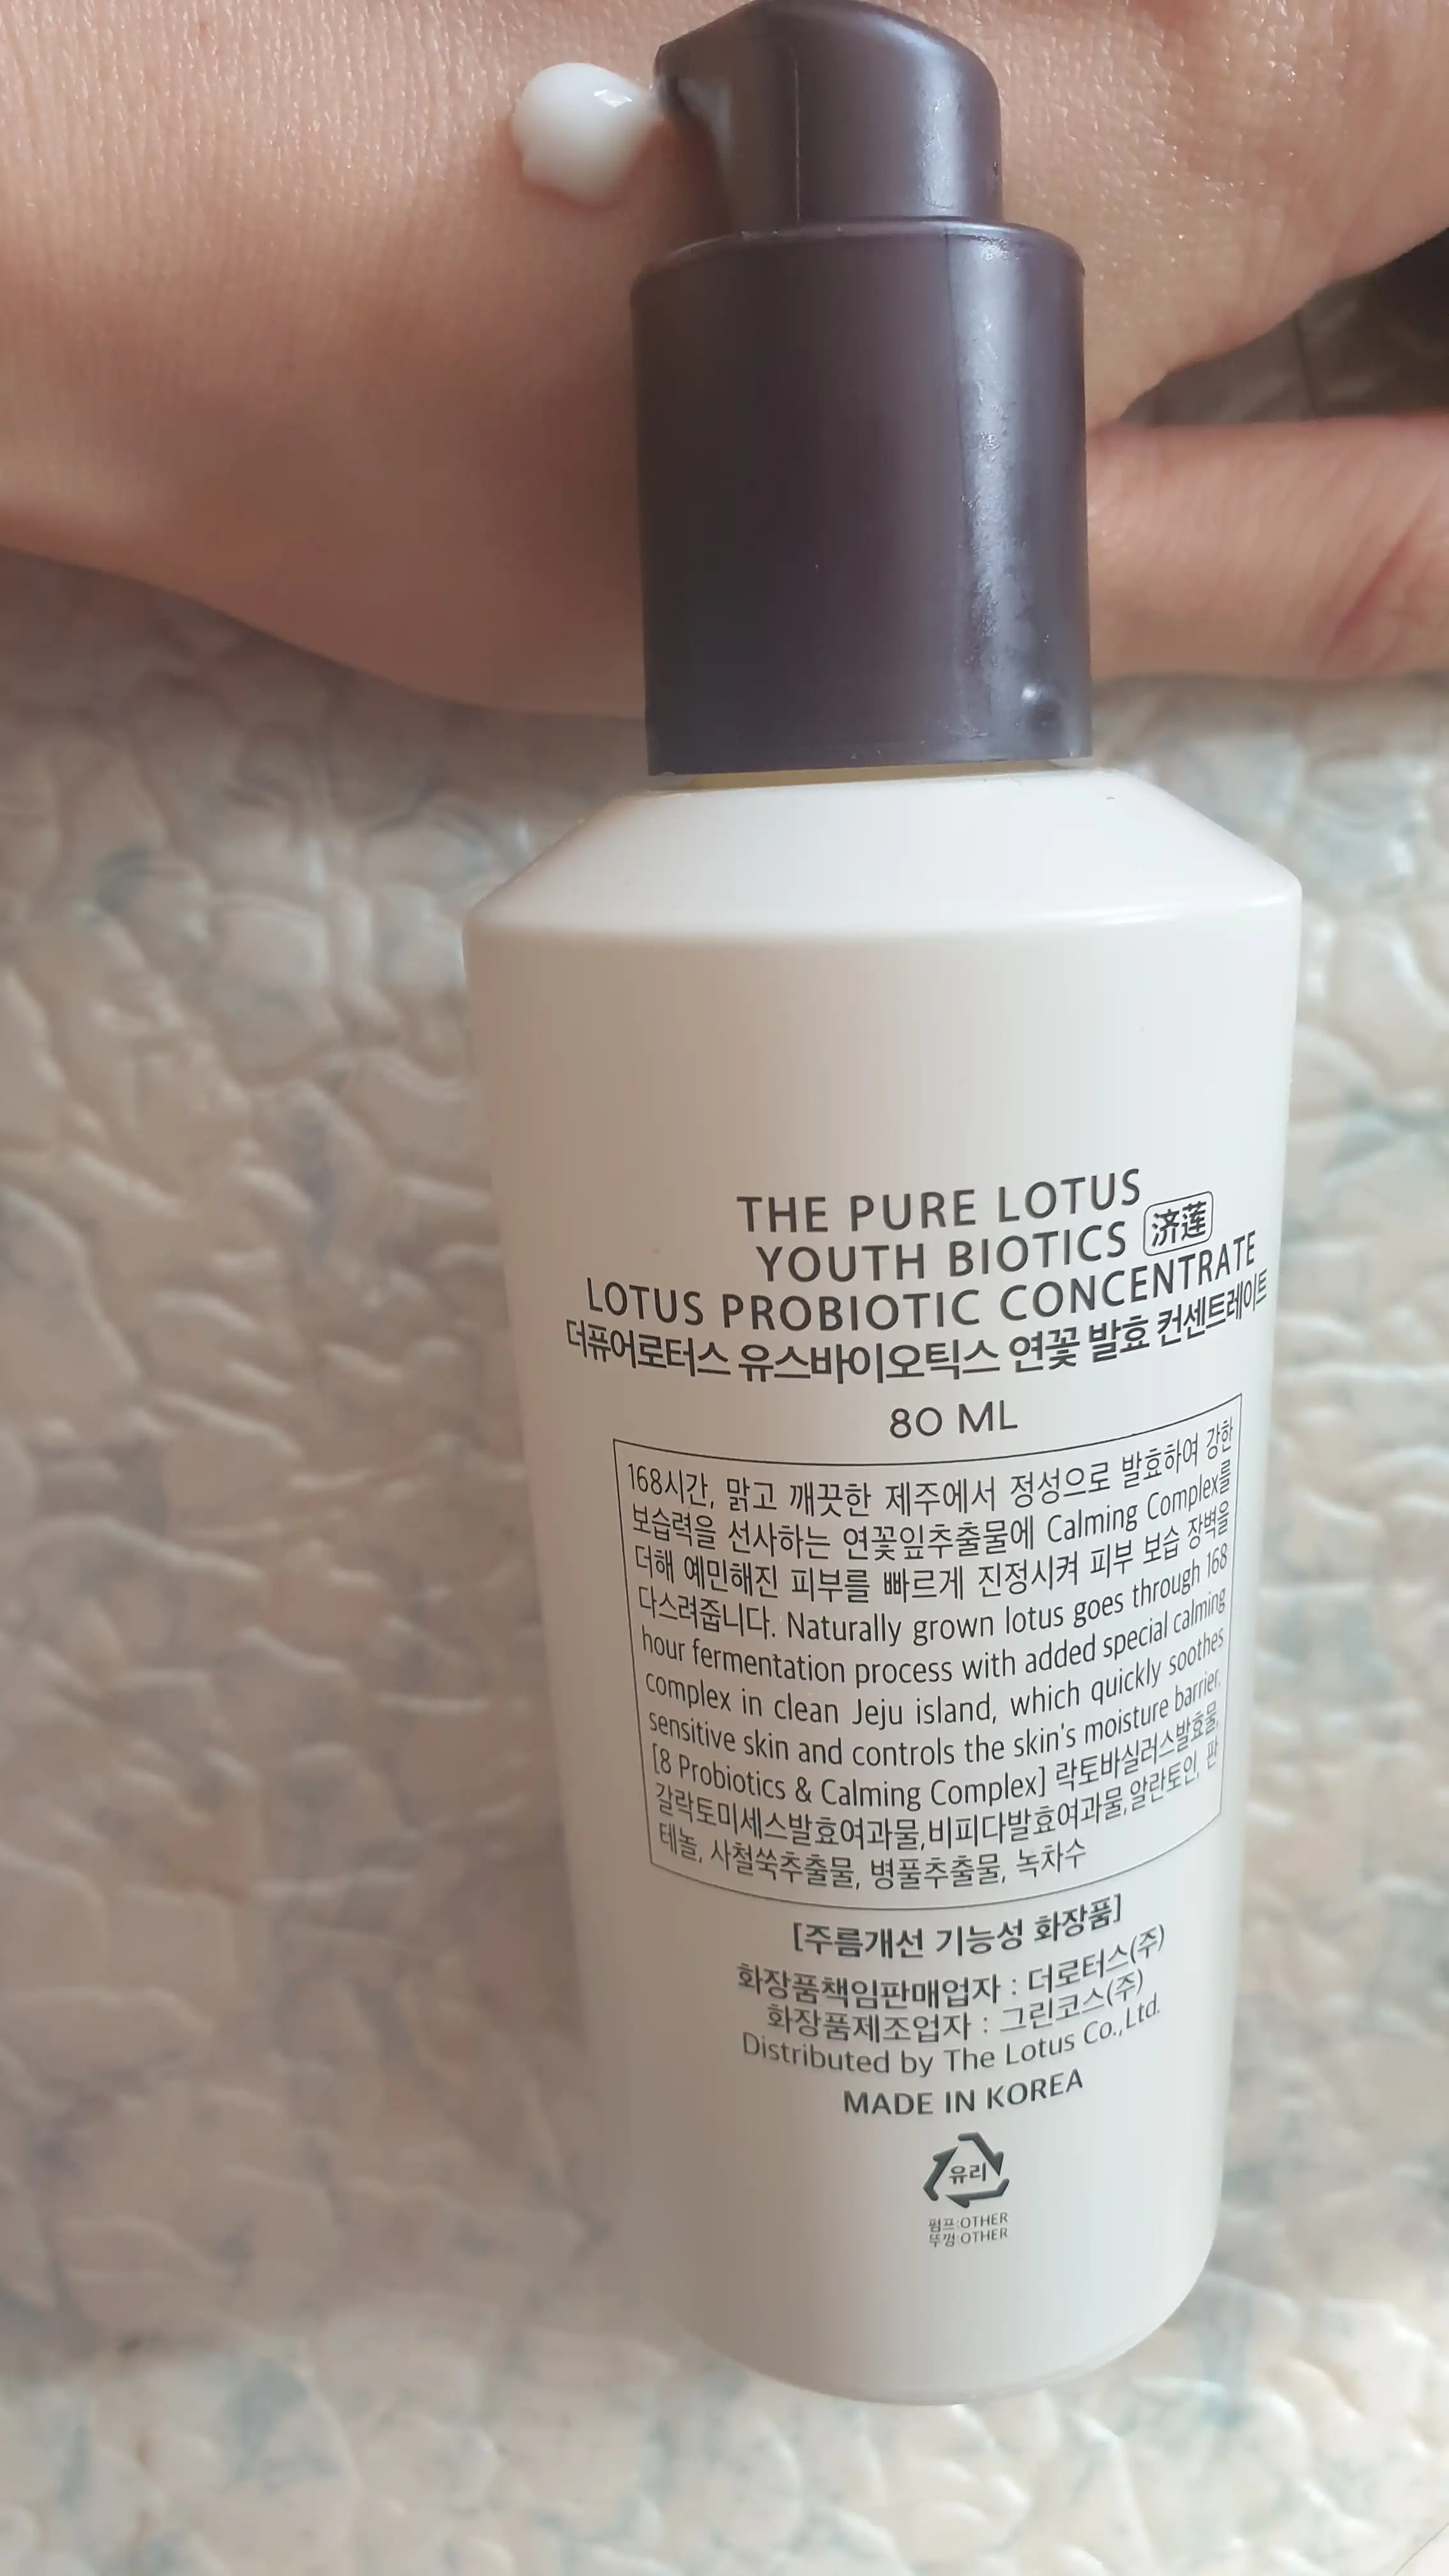 THE PURE LOTUS
YOUTH BIOTICS 济莲
LOTUS PROBIOTIC CONCENTRATE
더퓨어로터스 유스바이오틱스 연꽃 발효 컨센트레이트
80 ML
168시간, 맑고 깨끗한 제주에서 정성으로 발효하여 강한
보습력을 선사하는 연꽃잎추출물에 Calming Complex를
더해 예민해진 피부를 빠르게 진정시켜 피부 보습 장벽을
다스려줍니다. Naturally grown lotus goes through 168
hour fermentation process with added special calming
complex in clean Jeju island, which quickly soothes
sensitive skin and controls the skin's moisture barrier.
[8 Probiotics & Calming Complex] 락토바실러스발효물,
갈락토미세스발효여과물,비피다발효여과물,알란토인, 판
테놀, 사철쑥추출물, 병풀추출물, 녹차수
[주름개선 기능성 화장품]
화장품책임판매업자 : 더로터스(주)
화장품제조업자 : 그린코스(주)
Distributed by The Lotus Co.,Ltd.
MADE IN KOREA
유리
펌프:OTHER
뚜껑:OTHER